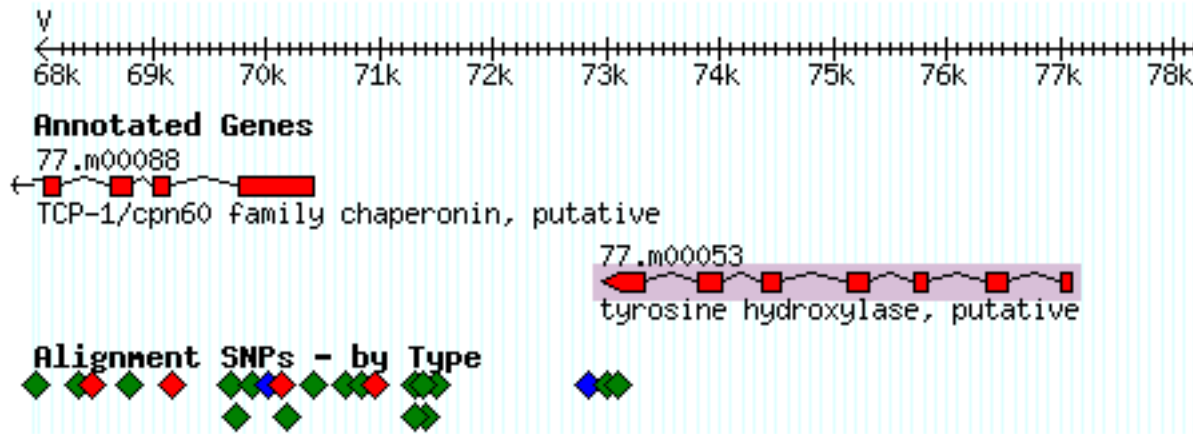 V
68k 69k 70k 71k 72k 73k 74k 75k 76k 77k 78k
Annotated Genes
77.m00088
TCP-1/cpn60 family chaperonin, putative
77.m00053
tyrosine hydroxylase, putative
Alignment SNPs - by Type